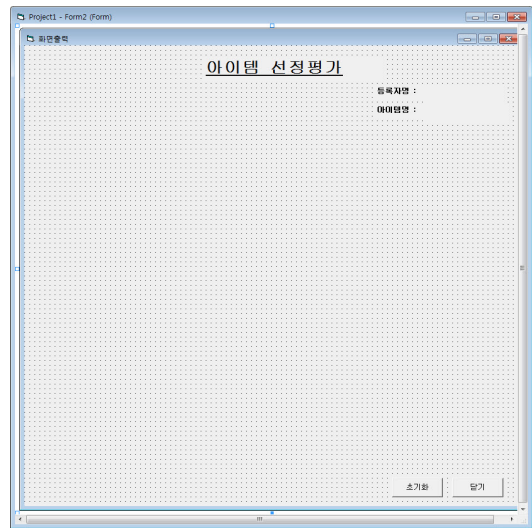 Project1 - Form2 (Form)
화면출력
아이템 선정평가
등록자명 :
아이템명 :
초기화
닫기